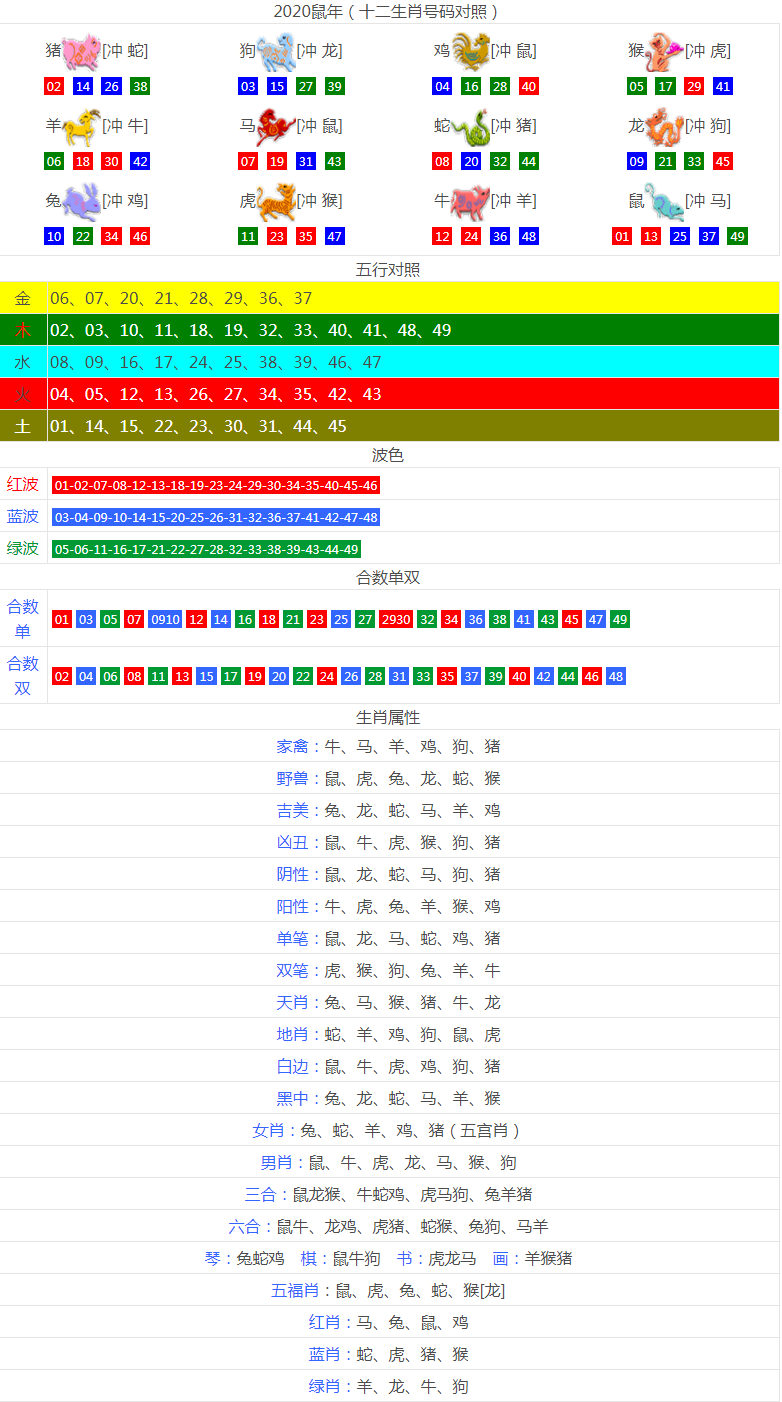 2020鼠年（十二生肖号码对照）
猪[冲 蛇] 狗[冲 龙] 鸡[冲 鼠] 猴[冲 虎]
02 14 26 38 03 15 27 39 04 16 28 40 05 17 29 41
羊[冲 牛] 马[冲 鼠] 蛇[冲 猪] 龙[冲 狗]
06 18 30 42 07 19 31 43 08 20 32 44 09 21 33 45
兔[冲 鸡] 虎[冲 猴] 牛[冲 羊] 鼠[冲 马]
10 22 34 46 11 23 35 47 12 24 36 48 01 13 25 37 49
五行对照
金 06、07、20、21、28、29、36、37
木 02、03、10、11、18、19、32、33、40、41、48、49
水 08、09、16、17、24、25、38、39、46、47
火 04、05、12、13、26、27、34、35、42、43
土 01、14、15、22、23、30、31、44、45
波色
红波 01-02-07-08-12-13-18-19-23-24-29-30-34-35-40-45-46
蓝波 03-04-09-10-14-15-20-25-26-31-32-36-37-41-42-47-48
绿波 05-06-11-16-17-21-22-27-28-32-33-38-39-43-44-49
合数单双
合数
单 01 03 05 07 0910 12 14 16 18 21 23 25 27 2930 32 34 36 38 41 43 45 47 49
合数
双 02 04 06 08 11 13 15 17 19 20 22 24 26 28 31 33 35 37 39 40 42 44 46 48
生肖属性
家禽：牛、马、羊、鸡、狗、猪
野兽：鼠、虎、兔、龙、蛇、猴
吉美：兔、龙、蛇、马、羊、鸡
凶丑：鼠、牛、虎、猴、狗、猪
阴性：鼠、龙、蛇、马、狗、猪
阳性：牛、虎、兔、羊、猴、鸡
单笔：鼠、龙、马、蛇、鸡、猪
双笔：虎、猴、狗、兔、羊、牛
天肖：兔、马、猴、猪、牛、龙
地肖：蛇、羊、鸡、狗、鼠、虎
白边：鼠、牛、虎、鸡、狗、猪
黑中：兔、龙、蛇、马、羊、猴
女肖：兔、蛇、羊、鸡、猪（五宫肖）
男肖：鼠、牛、虎、龙、马、猴、狗
三合：鼠龙猴、牛蛇鸡、虎马狗、兔羊猪
六合：鼠牛、龙鸡、虎猪、蛇猴、兔狗、马羊
琴：兔蛇鸡 棋：鼠牛狗 书：虎龙马 画：羊猴猪
五福肖：鼠、虎、兔、蛇、猴[龙]
红肖：马、兔、鼠、鸡
蓝肖：蛇、虎、猪、猴
绿肖：羊、龙、牛、狗